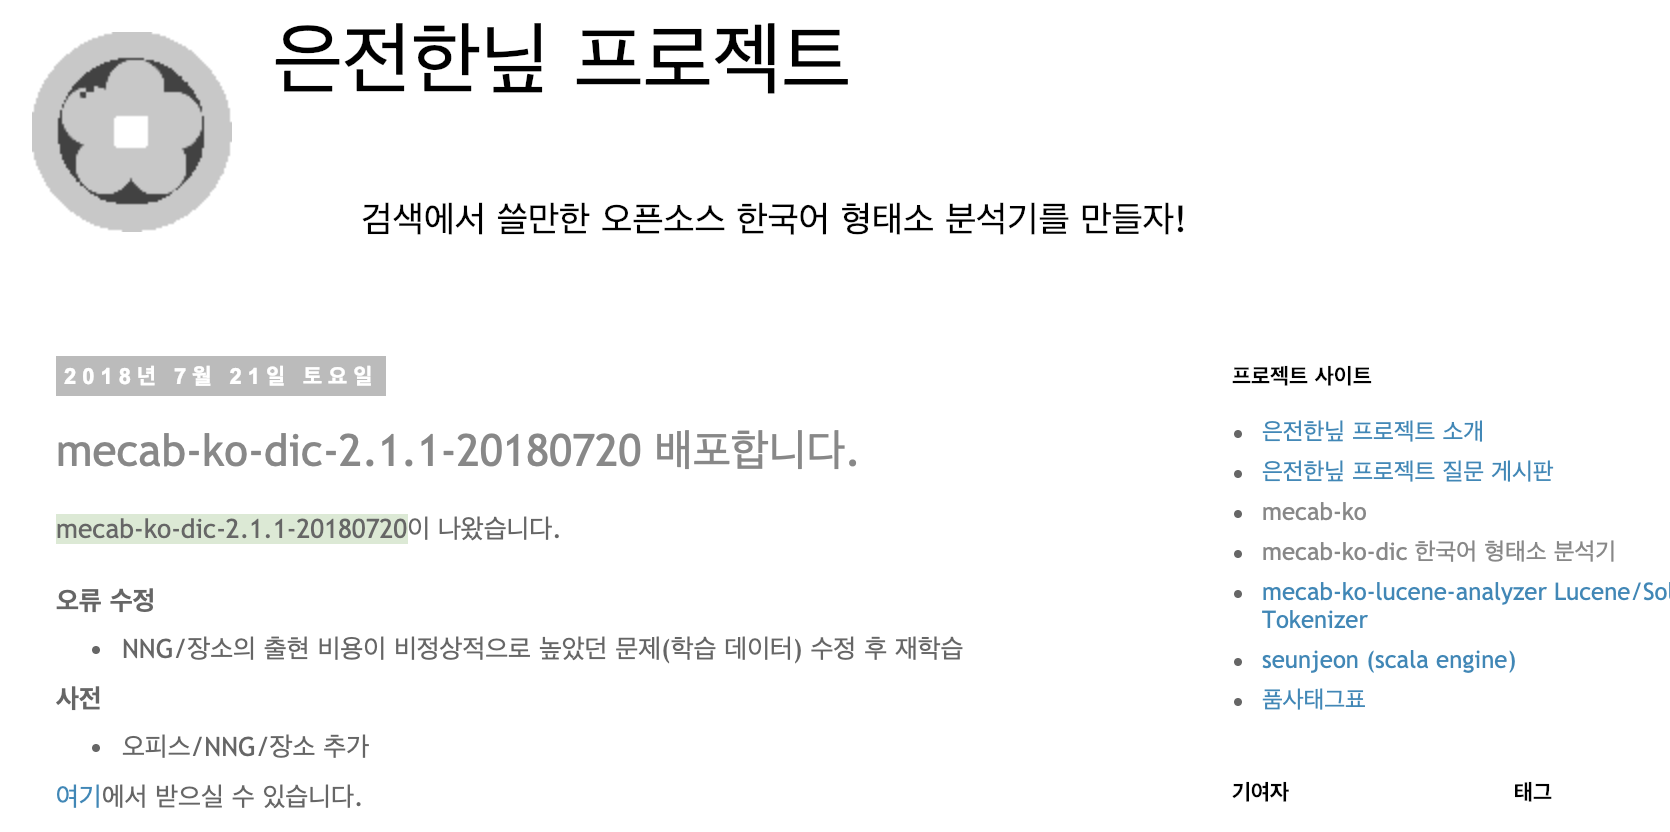 은전한닢 프로젝트
검색에서 쓸만한 오픈소스 한국어 형태소 분석기를 만들자!
2018년 7월 21일 토요일
mecab-ko-dic-2.1.1-20180720 배포합니다.
mecab-ko-dic-2.1.1-20180720이 나왔습니다.
오류 수정
NNG/장소의 출현 비용이 비정상적으로 높았던 문제(학습 데이터) 수정 후 재학습
사전
오피스/NNG/장소 추가
여기에서 받으실 수 있습니다.
프로젝트 사이트
은전한닢 프로젝트 소개
은전한닢 프로젝트 질문 게시판
mecab-ko
mecab-ko-dic 한국어 형태소 분석기
mecab-ko-lucene-analyzer Lucene/Sol
Tokenizer
seunjeon (scala engine)
품사태그표
기여자
태그